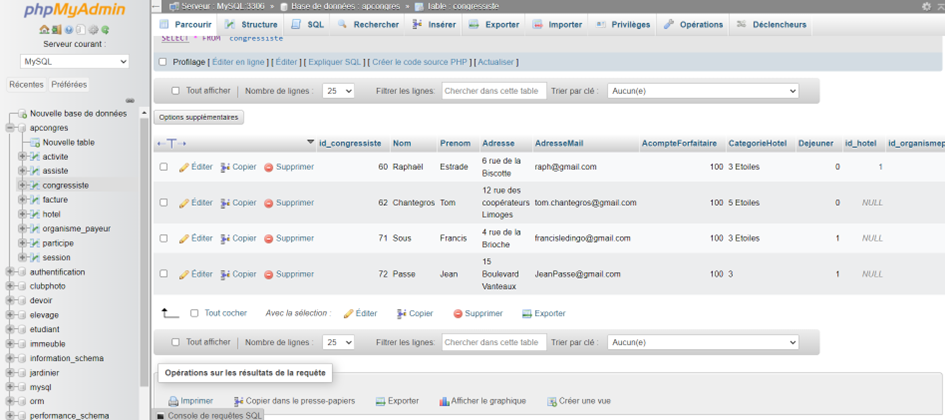 phpMyAdmin
Serveur courant :
MySQL
Récentes Préférées
Nouvelle base de données
apcongres
Nouvelle table
activite
assiste
congressiste
facture
hotel
organisme_payeur
participe
session
authentification
clubphoto
devoir
elevage
etudiant
immeuble
information_schema
jardinier
mysql
orm
performance_schema
Serveur : MySQL:3306 » Base de données : apcongres » Table : congressiste
Parcourir Structure SQL Rechercher Insérer Exporter Importer Privilèges Opérations Déclencheurs
SELECT * FROM `congressiste`
Profilage [ Éditer en ligne ] [ Éditer ] [ Expliquer SQL ] [ Créer le code source PHP ] [ Actualiser ]
Tout afficher Nombre de lignes : 25 Filtrer les lignes: Chercher dans cette table Trier par clé : Aucun(e)
Options supplémentaires
←T→ id_congressiste Nom Prenom Adresse AdresseMail AcompteForfaitaire CategorieHotel Dejeuner id_hotel id_organismep
Éditer Copier Supprimer 60 Raphaël Estrade 6 rue de la Biscotte raph@gmail.com 100 3 Etoiles 0 1
Éditer Copier Supprimer 62 Chantegros Tom 12 rue des coopérateurs Limoges tom.chantegros@gmail.com 100 5 Etoiles 0 NULL
Éditer Copier Supprimer 71 Sous Francis 4 rue de la Brioche francisledingo@gmail.com 100 3 Etoiles 1 NULL
Éditer Copier Supprimer 72 Passe Jean 15 Boulevard Vanteaux JeanPasse@gmail.com 100 3 1 NULL
Tout cocher Avec la sélection : Éditer Copier Supprimer Exporter
Tout afficher Nombre de lignes : 25 Filtrer les lignes: Chercher dans cette table Trier par clé : Aucun(e)
Opérations sur les résultats de la requête
Imprimer Copier dans le presse-papiers Exporter Afficher le graphique Créer une vue
Console de requêtes SQL